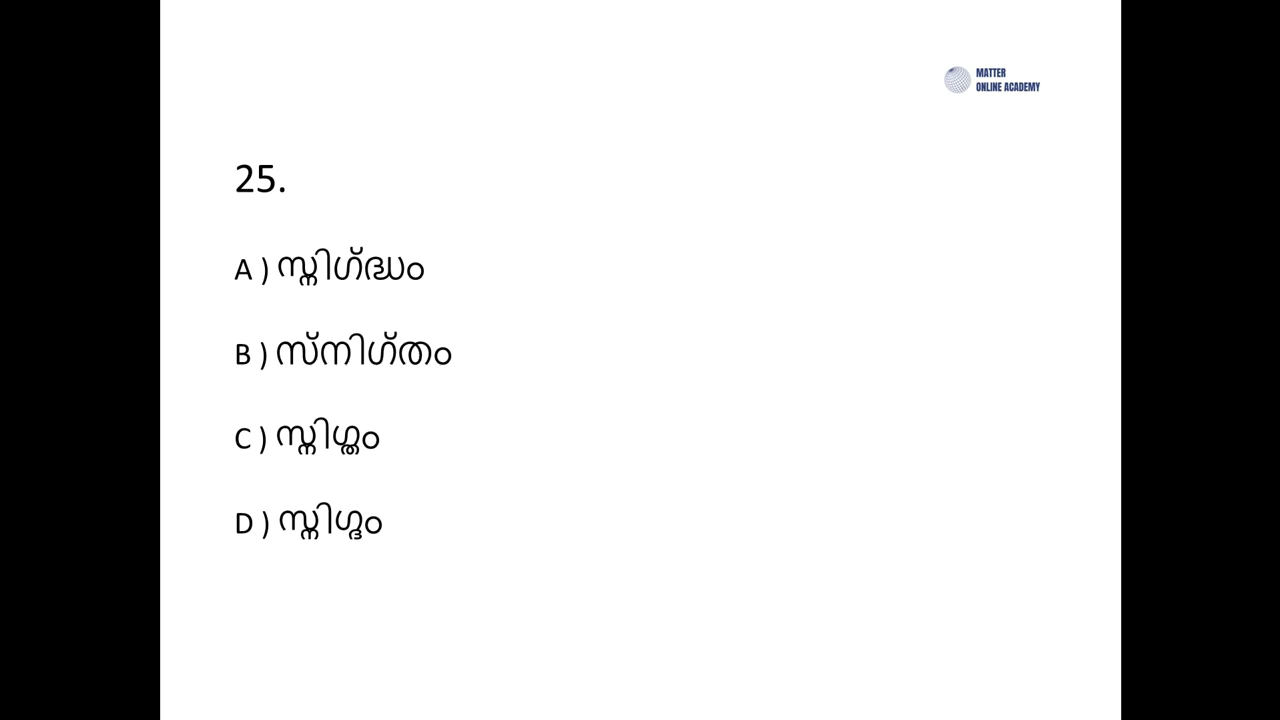 MATTER
ONLINE ACADEMY
25.
A ) സ്നിഗ്ദ്ധം
B ) സ്‌നിഗ്‌തം
C ) സ്നിഗ്തം
D ) സ്നിഗ്ദം